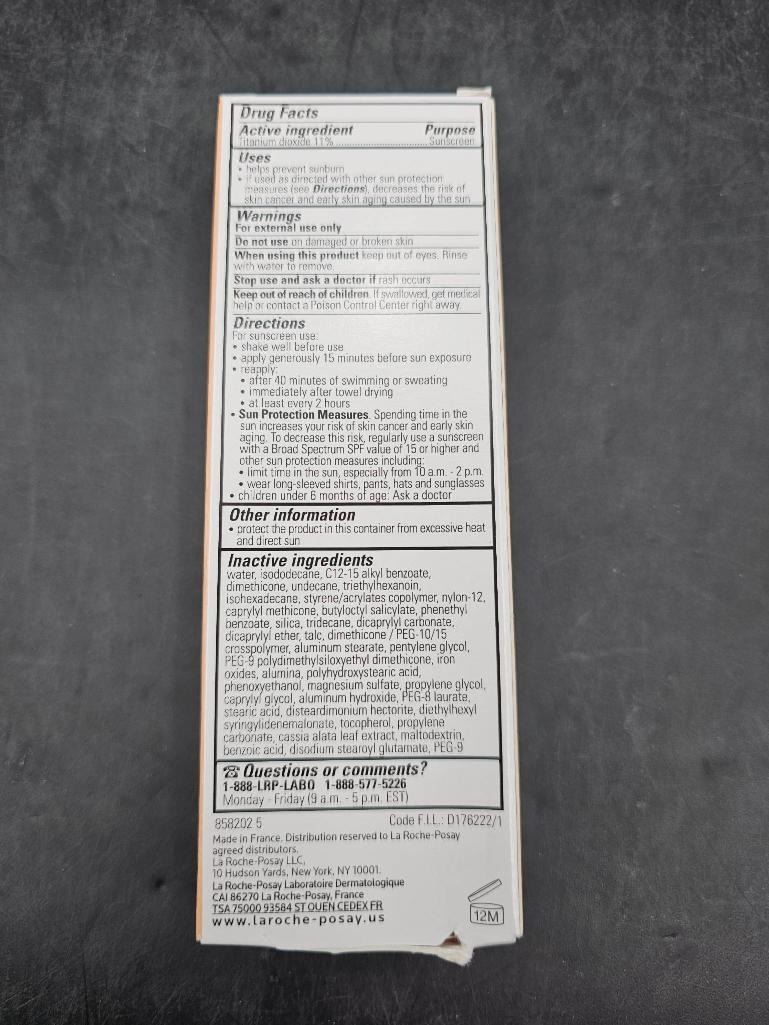 Drug Facts
Active ingredient Purpose
Titanium dioxide 11% Sunscreen
Uses
• helps prevent sunburn
• if used as directed with other sun protection
measures (see Directions), decreases the risk of
skin cancer and early skin aging caused by the sun
Warnings
For external use only
Do not use on damaged or broken skin
When using this product keep out of eyes. Rinse
with water to remove.
Stop use and ask a doctor if rash occurs
Keep out of reach of children. If swallowed, get medical
help or contact a Poison Control Center right away.
Directions
For sunscreen use:
• shake well before use
• apply generously 15 minutes before sun exposure
• reapply:
• after 40 minutes of swimming or sweating
• immediately after towel drying
• at least every 2 hours
• Sun Protection Measures. Spending time in the
sun increases your risk of skin cancer and early skin
aging. To decrease this risk, regularly use a sunscreen
with a Broad Spectrum SPF value of 15 or higher and
other sun protection measures including:
• limit time in the sun, especially from 10 a.m. - 2 p.m.
• wear long-sleeved shirts, pants, hats and sunglasses
• children under 6 months of age: Ask a doctor
Other information
• protect the product in this container from excessive heat
and direct sun
Inactive ingredients
water, isododecane, C12-15 alkyl benzoate,
dimethicone, undecane, triethylhexanoin,
isohexadecane, styrene/acrylates copolymer, nylon-12,
caprylyl methicone, butyloctyl salicylate, phenethyl
benzoate, silica, tridecane, dicaprylyl carbonate,
dicaprylyl ether, talc, dimethicone / PEG-10/15
crosspolymer, aluminum stearate, pentylene glycol,
PEG-9 polydimethylsiloxyethyl dimethicone, iron
oxides, alumina, polyhydroxystearic acid,
phenoxyethanol, magnesium sulfate, propylene glycol,
caprylyl glycol, aluminum hydroxide, PEG-8 laurate,
stearic acid, disteardimonium hectorite, diethylhexyl
syringylidenemalonate, tocopherol, propylene
carbonate, cassia alata leaf extract, maltodextrin,
benzoic acid, disodium stearoyl glutamate, PEG-9
☎ Questions or comments?
1-888-LRP-LABO 1-888-577-5226
Monday - Friday (9 a.m. - 5 p.m. EST)
858202 5 Code F.I.L.: D176222/1
Made in France. Distribution reserved to La Roche-Posay
agreed distributors.
La Roche-Posay LLC,
10 Hudson Yards, New York, NY 10001.
La Roche-Posay Laboratoire Dermatologique
CAI 86270 La Roche-Posay, France
TSA 75000 93584 ST OUEN CEDEX FR
www.laroche-posay.us
12M